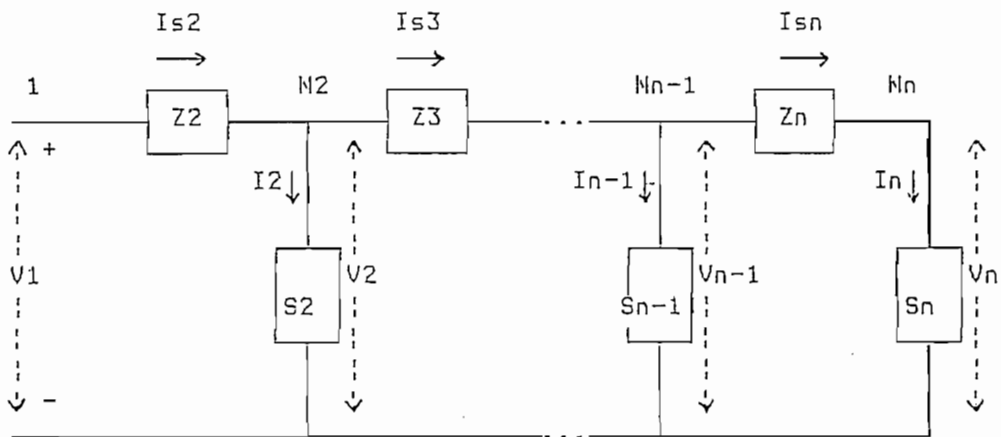 Is2 Is3 Isn
1 N2 Nn-1 Nn
Z2 Z3 ... Zn
+
I2 In-1 In
V1 V2 Vn-1 Vn
S2 Sn-1 Sn
-
...